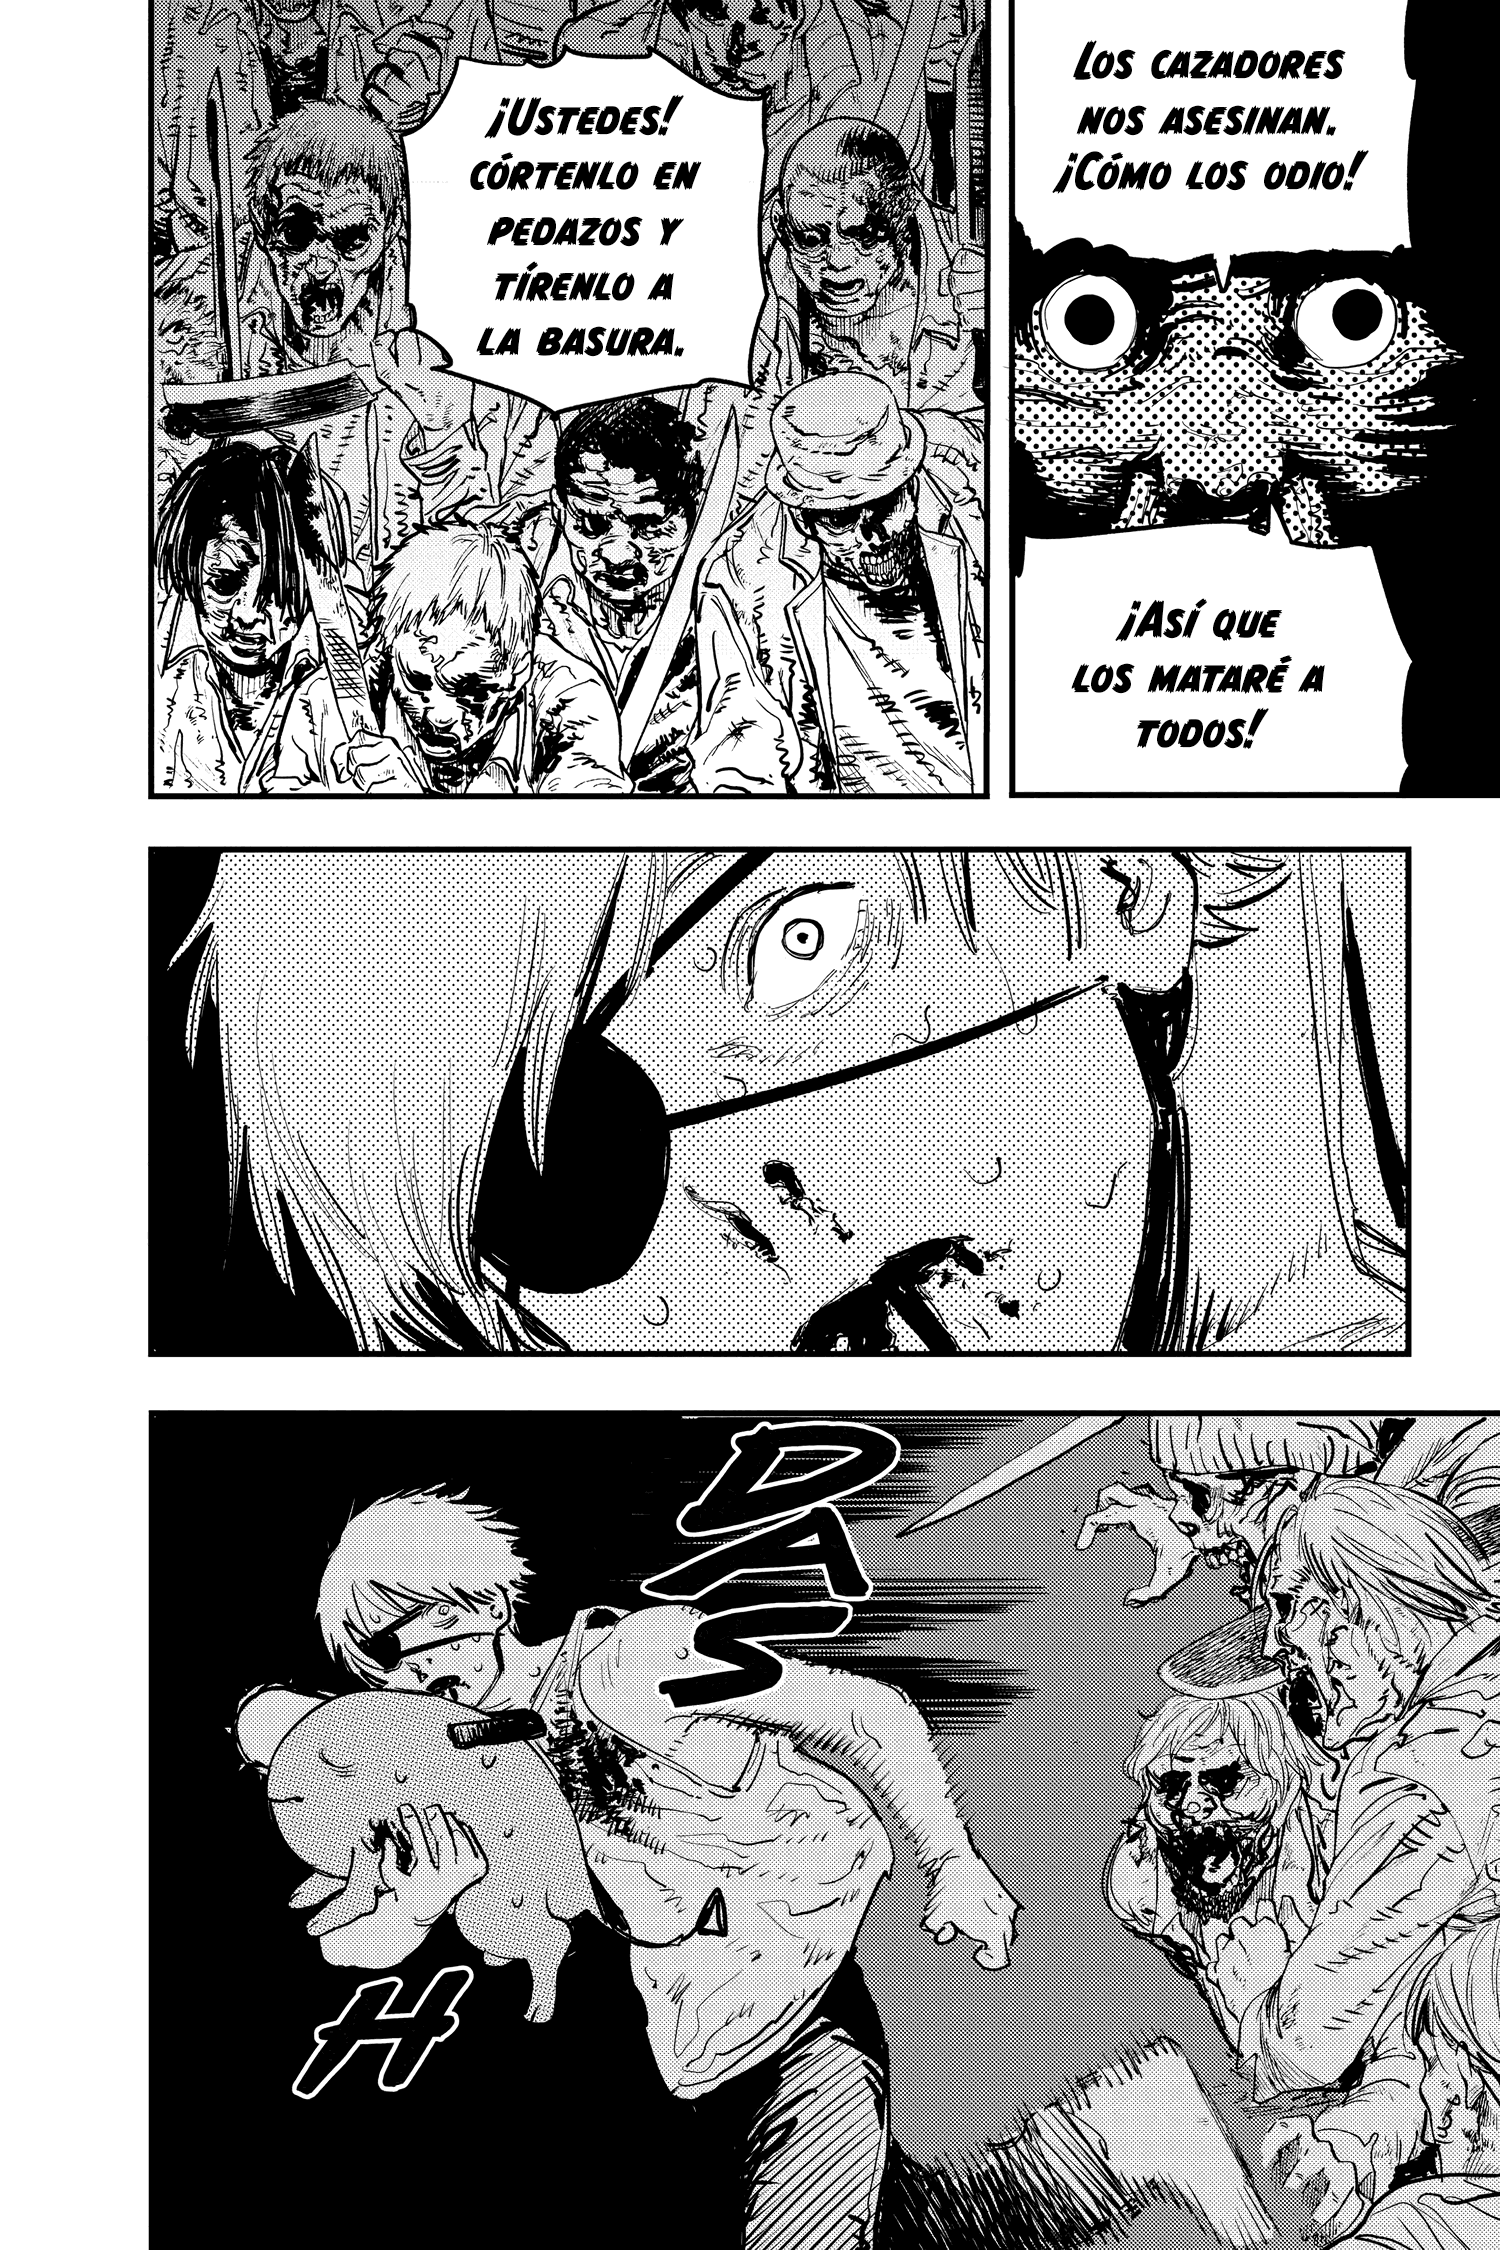 Los cazadores
nos asesinan.
¡Cómo los odio!
¡Así que
los mataré a
todos!
¡Ustedes!
córtenlo en
pedazos y
tírenlo a
la basura.
DAS
H